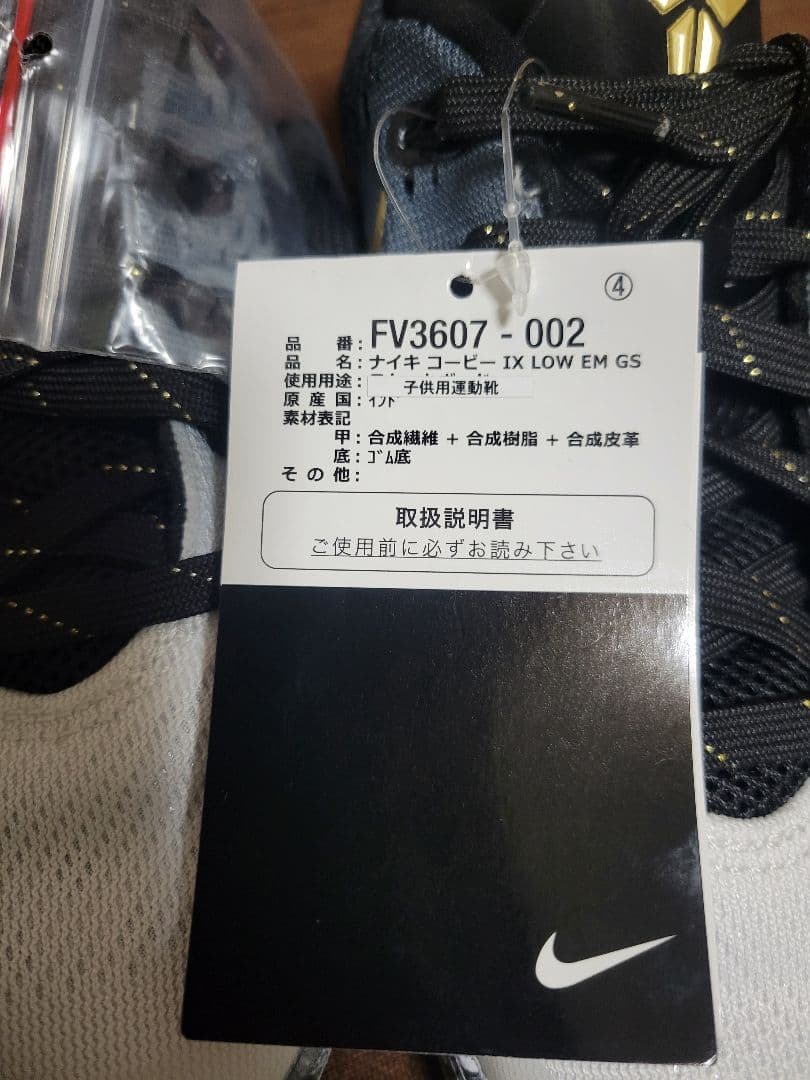 ④
品 番：FV3607 - 002
品 名：ナイキ コービー IX LOW EM GS
使用用途：子供用運動靴
原 産 国：
素材表記
甲：合成繊維 + 合成樹脂 + 合成皮革
底：ｺﾞﾑ底
そ の 他：
取扱説明書
ご使用前に必ずお読み下さい